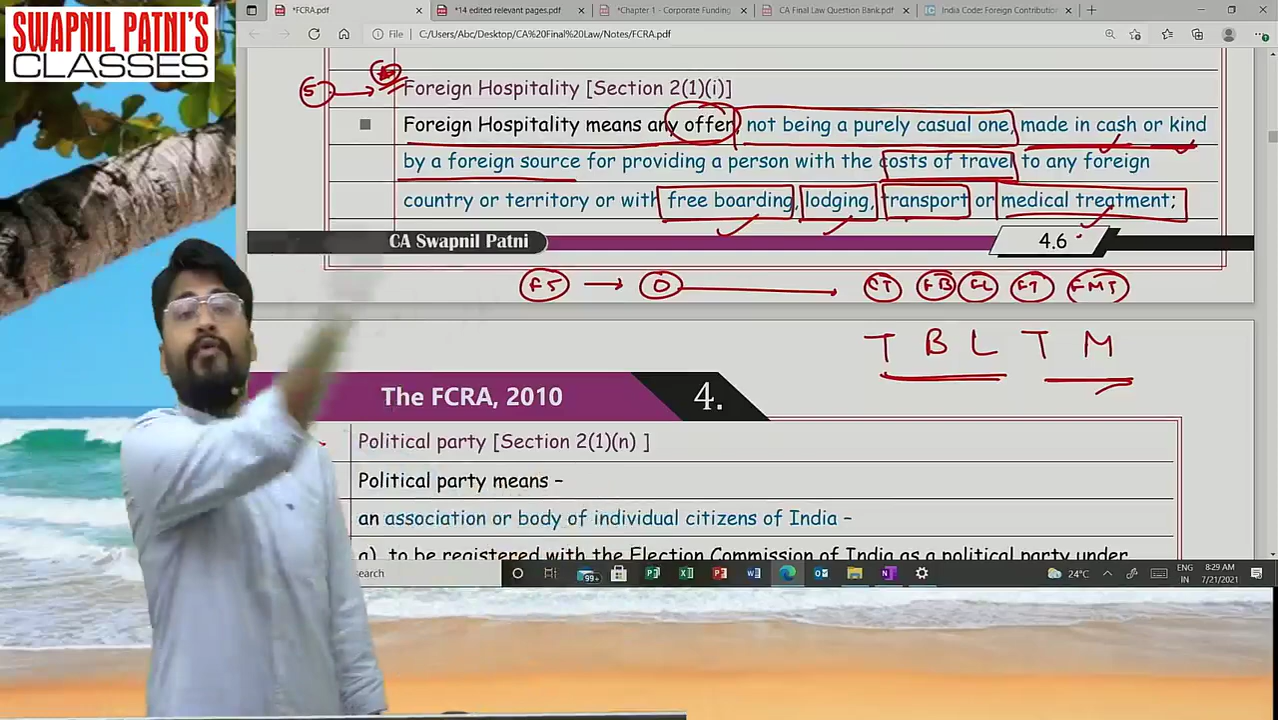 SWAPNIL PATNI'S
CLASSES
*FCRA.pdf
*14 edited relevant pages.pdf
*Chapter 1 - Corporate Funding
CA Final Law Question Bank.pdf
India Code: Foreign Contribution
File
C:/Users/Abc/Desktop/CA%20Final%20Law/Notes/FCRA.pdf
5
Foreign Hospitality [Section 2(1)(i)]
Foreign Hospitality means any offer, not being a purely casual one, made in cash or kind
by a foreign source for providing a person with the costs of travel to any foreign
country or territory or with free boarding, lodging, transport or medical treatment;
CA Swapnil Patni
4.6
FS O CT FB FL FT FMT
T B L T M
The FCRA, 2010
4.
Political party [Section 2(1)(n) ]
Political party means –
an association or body of individual citizens of India –
a) to be registered with the Election Commission of India as a political party under
search
99+
24°C
ENG
IN
8:29 AM
7/21/2021